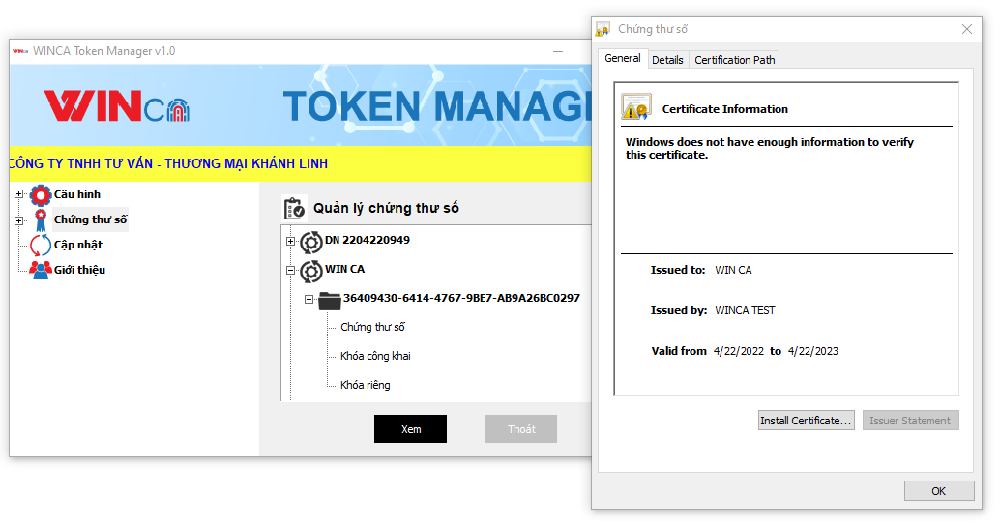 WINCA WINCA Token Manager v1.0
WINCA
TOKEN MANAG
CÔNG TY TNHH TƯ VẤN - THƯƠNG MẠI KHÁNH LINH
Cấu hình
Chứng thư số
Cập nhật
Giới thiệu
Quản lý chứng thư số
DN 2204220949
WIN CA
36409430-6414-4767-9BE7-AB9A26BC0297
Chứng thư số
Khóa công khai
Khóa riêng
Xem
Thoát
Chứng thư số
General
Details
Certification Path
Certificate Information
Windows does not have enough information to verify
this certificate.
Issued to: WIN CA
Issued by: WINCA TEST
Valid from 4/22/2022 to 4/22/2023
Install Certificate...
Issuer Statement
OK